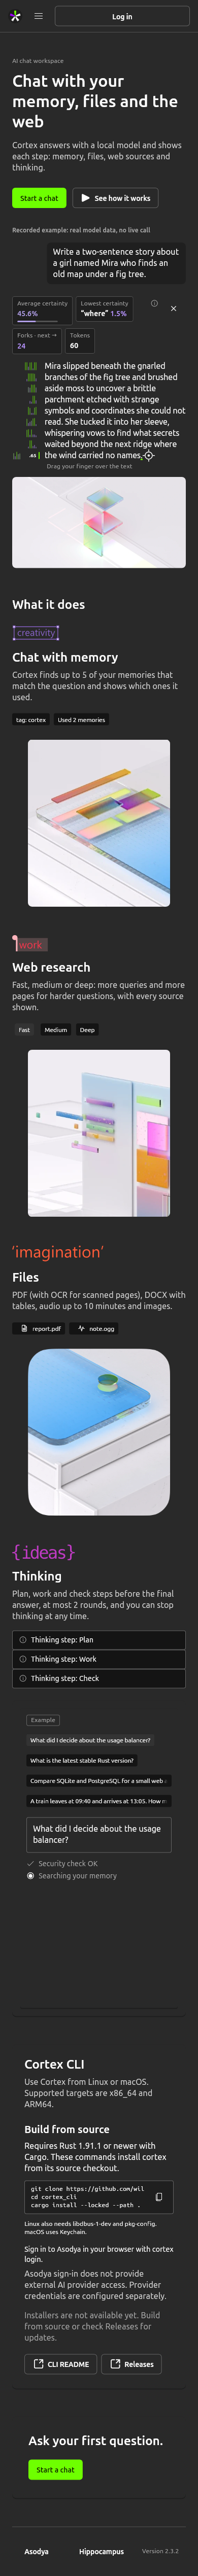 Log in
AI chat workspace
Chat with your
memory, files and the
web
Cortex answers with a local model and shows
each step: memory, files, web sources and
thinking.
Start a chat
See how it works
Recorded example: real model data, no live call
Write a two-sentence story about
a girl named Mira who finds an
old map under a fig tree.
Average certainty
45.6%
Lowest certainty
"where" 1.5%
Forks · next →
24
Tokens
60
Mira slipped beneath the gnarled
branches of the fig tree and brushed
aside moss to uncover a brittle
parchment etched with strange
symbols and coordinates she could not
read. She tucked it into her sleeve,
whispering vows to find what secrets
waited beyond the next ridge where
the wind carried no names.
Drag your finger over the text
What it does
creativity
Chat with memory
Cortex finds up to 5 of your memories that
match the question and shows which ones it
used.
tag: cortex
Used 2 memories
work
Web research
Fast, medium or deep: more queries and more
pages for harder questions, with every source
shown.
Fast
Medium
Deep
'imagination'
Files
PDF (with OCR for scanned pages), DOCX with
tables, audio up to 10 minutes and images.
report.pdf
note.ogg
{ideas}
Thinking
Plan, work and check steps before the final
answer, at most 2 rounds, and you can stop
thinking at any time.
Thinking step: Plan
Thinking step: Work
Thinking step: Check
Example
What did I decide about the usage balancer?
What is the latest stable Rust version?
Compare SQLite and PostgreSQL for a small web
A train leaves at 09:40 and arrives at 13:05. How
What did I decide about the usage
balancer?
Security check OK
Searching your memory
Cortex CLI
Use Cortex from Linux or macOS.
Supported targets are x86_64 and
ARM64.
Build from source
Requires Rust 1.91.1 or newer with
Cargo. These commands install cortex
from its source checkout.
git clone https://github.com/wil
cd cortex_cli
cargo install --locked --path .
Linux also needs libdbus-1-dev and pkg-config.
macOS uses Keychain.
Sign in to Asodya in your browser with cortex
login.
Asodya sign-in does not provide
external AI provider access. Provider
credentials are configured separately.
Installers are not available yet. Build
from source or check Releases for
updates.
CLI README
Releases
Ask your first question.
Start a chat
Asodya
Hippocampus
Version 2.3.2